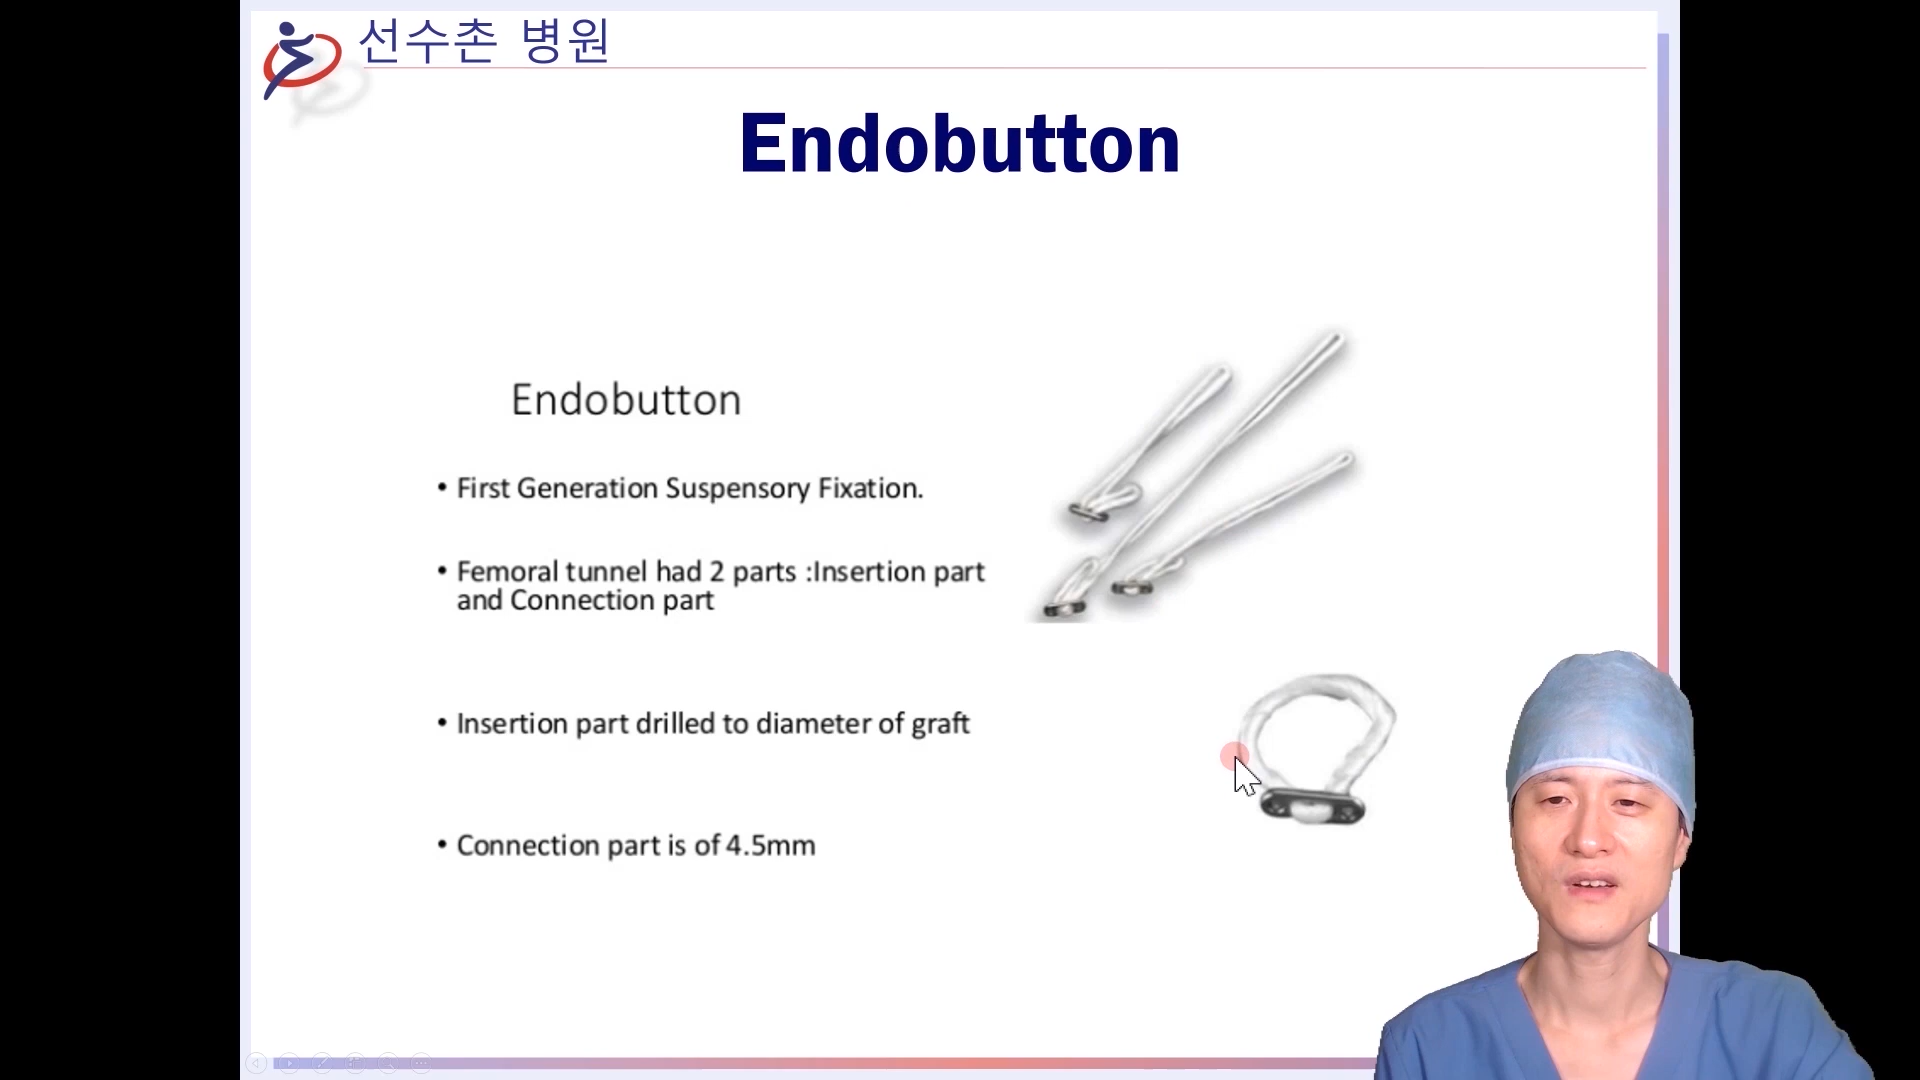 선수촌 병원
Endobutton
Endobutton
• First Generation Suspensory Fixation.
• Femoral tunnel had 2 parts :Insertion part
and Connection part
• Insertion part drilled to diameter of graft
• Connection part is of 4.5mm